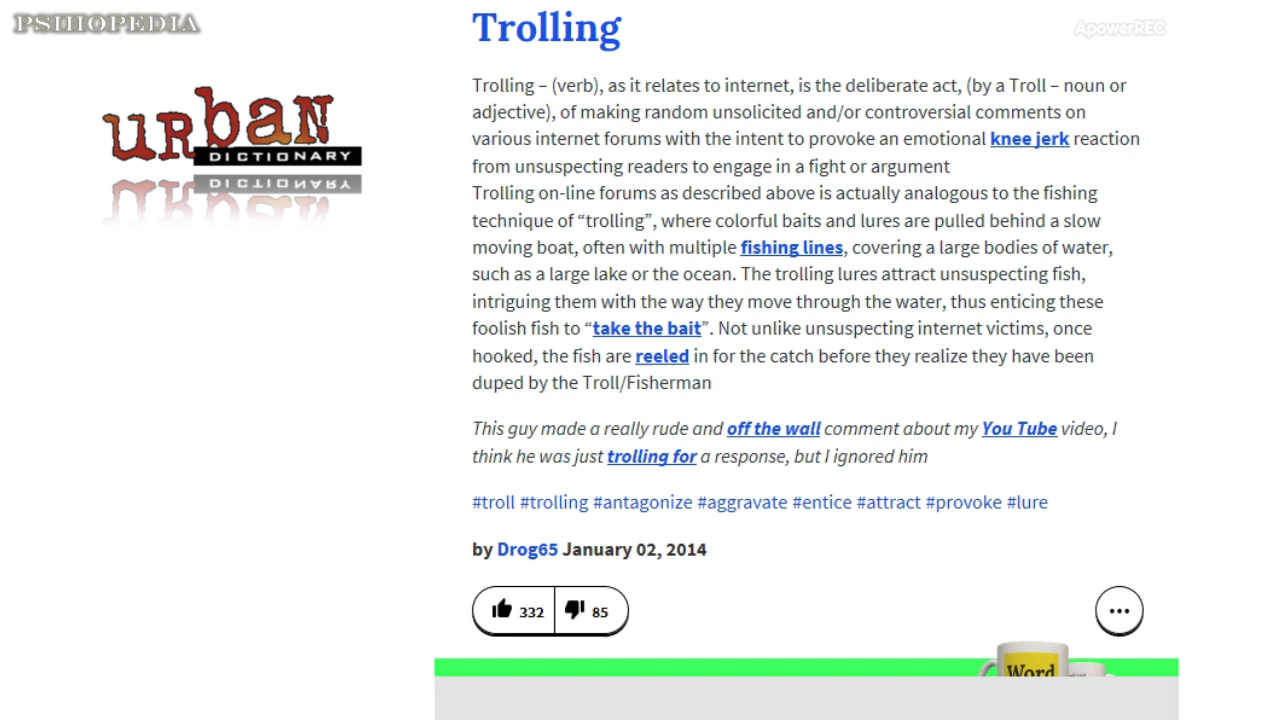 PSIHOPEDIA
ApowerREC
urban
DICTIONARY
Trolling
Trolling – (verb), as it relates to internet, is the deliberate act, (by a Troll – noun or
adjective), of making random unsolicited and/or controversial comments on
various internet forums with the intent to provoke an emotional knee jerk reaction
from unsuspecting readers to engage in a fight or argument
Trolling on-line forums as described above is actually analogous to the fishing
technique of “trolling”, where colorful baits and lures are pulled behind a slow
moving boat, often with multiple fishing lines, covering a large bodies of water,
such as a large lake or the ocean. The trolling lures attract unsuspecting fish,
intriguing them with the way they move through the water, thus enticing these
foolish fish to “take the bait”. Not unlike unsuspecting internet victims, once
hooked, the fish are reeled in for the catch before they realize they have been
duped by the Troll/Fisherman
This guy made a really rude and off the wall comment about my You Tube video, I
think he was just trolling for a response, but I ignored him
#troll #trolling #antagonize #aggravate #entice #attract #provoke #lure
by Drog65 January 02, 2014
332 85
Word